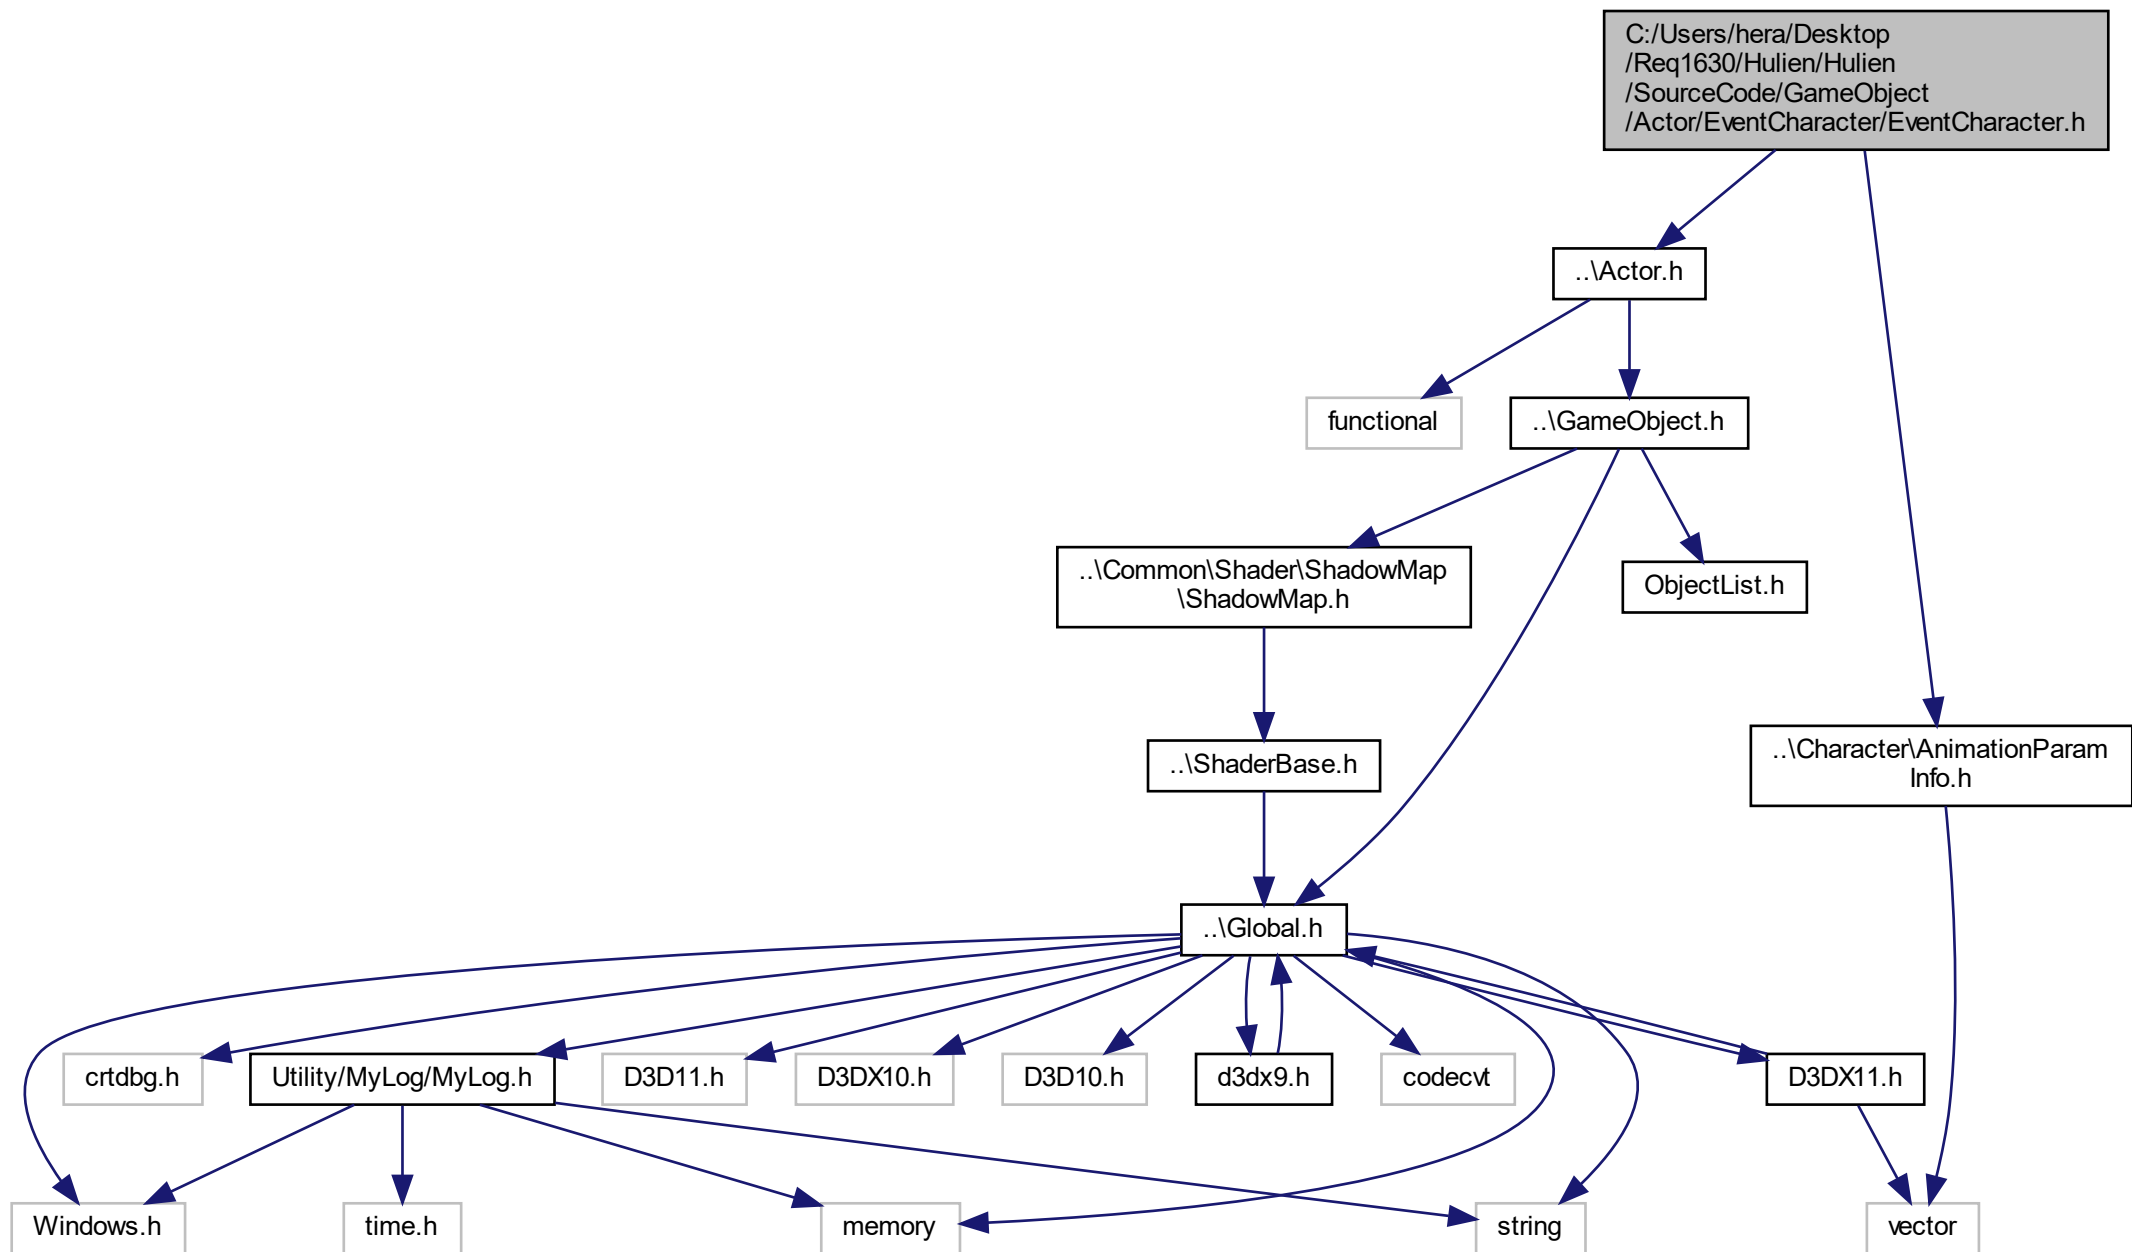 C:/Users/hera/Desktop
/Req1630/Hulien/Hulien
/SourceCode/GameObject
/Actor/EventCharacter/EventCharacter.h
..\Actor.h
functional
..\GameObject.h
..\Common\Shader\ShadowMap
\ShadowMap.h
ObjectList.h
..\ShaderBase.h
..\Character\AnimationParam
Info.h
..\Global.h
crtdbg.h
Utility/MyLog/MyLog.h
D3D11.h
D3DX10.h
D3D10.h
d3dx9.h
codecvt
D3DX11.h
Windows.h
time.h
memory
string
vector